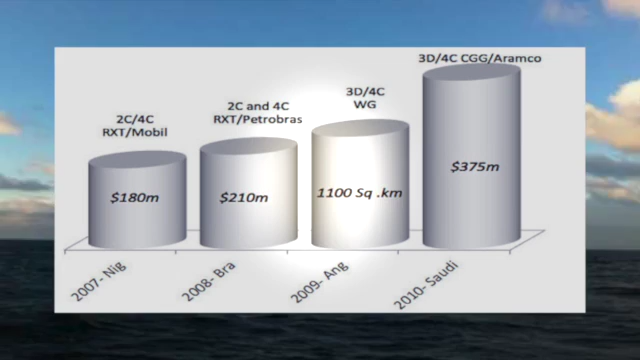 3D/4C CGG/Aramco
3D/4C
WG
2C and 4C
RXT/Petrobras
2C/4C
RXT/Mobil
$180m
$210m
1100 Sq .km
$375m
2007- Nig
2008- Bra
2009- Ang
2010- Saudi